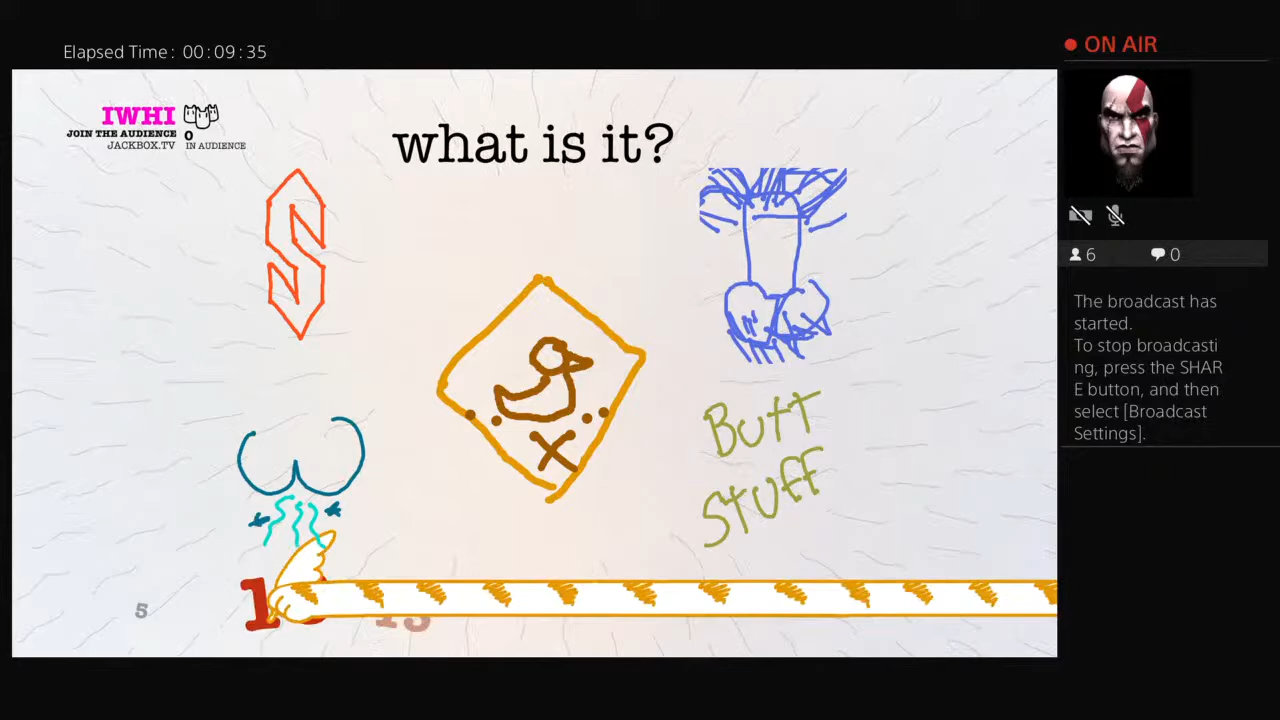 Elapsed Time: 00:09:35
ON AIR
IWHI
JOIN THE AUDIENCE
JACKBOX.TV
0
IN AUDIENCE
what is it?
6
0
The broadcast has
started.
To stop broadcasti
ng, press the SHAR
E button, and then
select [Broadcast
Settings].
S
X
Butt
Stuff
5